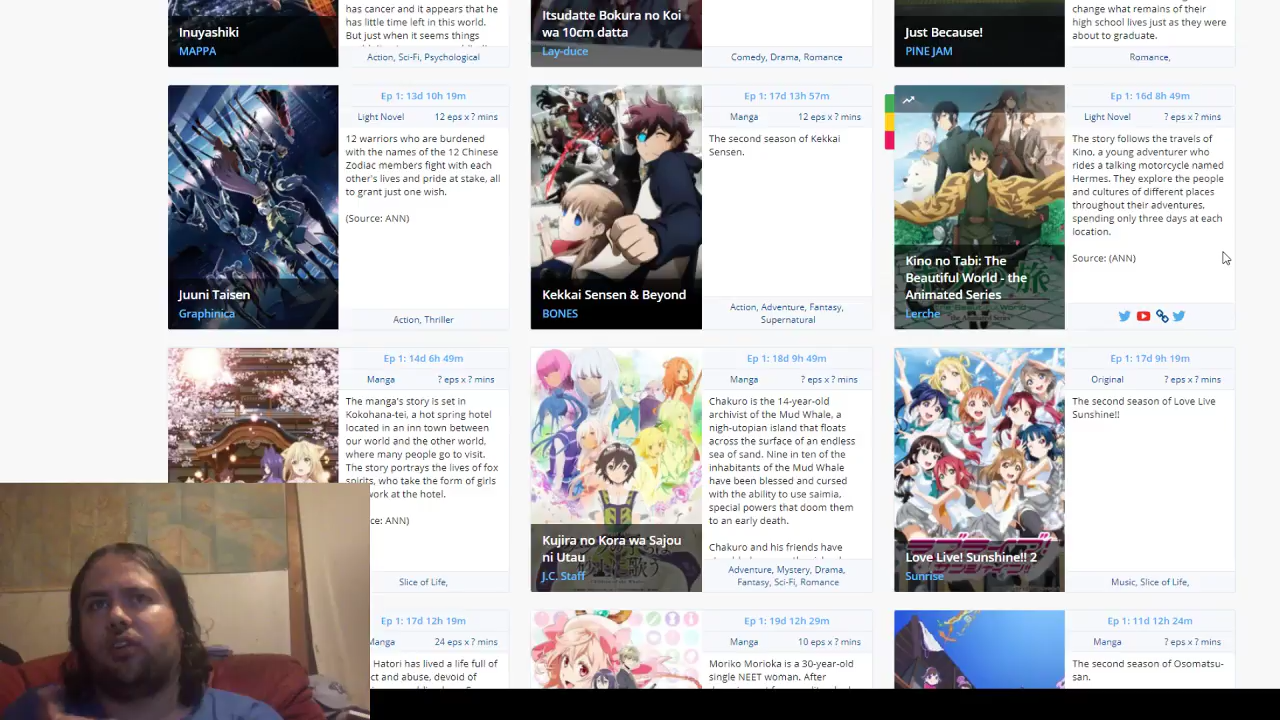 has cancer and it appears that he
has little time left in this world.
But just when it seems things
Inuyashiki
MAPPA
Action, Sci-Fi, Psychological
Itsudatte Bokura no Koi
wa 10cm datta
Lay-duce
Comedy, Drama, Romance
Just Because!
PINE JAM
change what remains of their
high school lives just as they were
about to graduate.
Romance,
Juuni Taisen
Graphinica
Ep 1: 13d 10h 19m
Light Novel
12 eps x ? mins
12 warriors who are burdened
with the names of the 12 Chinese
Zodiac members fight with each
other's lives and pride at stake, all
to grant just one wish.
(Source: ANN)
Action, Thriller
Kekkai Sensen & Beyond
BONES
Ep 1: 17d 13h 57m
Manga
12 eps x ? mins
The second season of Kekkai
Sensen.
Action, Adventure, Fantasy,
Supernatural
Kino no Tabi: The
Beautiful World - the
Animated Series
Lerche
Ep 1: 16d 8h 49m
Light Novel
? eps x ? mins
The story follows the travels of
Kino, a young adventurer who
rides a talking motorcycle named
Hermes. They explore the people
and cultures of different places
throughout their adventures,
spending only three days at each
location.
Source: (ANN)
Ep 1: 14d 6h 49m
Manga
? eps x ? mins
The manga's story is set in
Kokohana-tei, a hot spring hotel
located in an inn town between
our world and the other world,
where many people go to visit.
The story portrays the lives of fox
spirits, who take the form of girls
work at the hotel.
ce: ANN)
Slice of Life,
Kujira no Kora wa Sajou
ni Utau
J.C. Staff
Ep 1: 18d 9h 49m
Manga
? eps x ? mins
Chakuro is the 14-year-old
archivist of the Mud Whale, a
nigh-utopian island that floats
across the surface of an endless
sea of sand. Nine in ten of the
inhabitants of the Mud Whale
have been blessed and cursed
with the ability to use saimia,
special powers that doom them
to an early death.
Chakuro and his friends have
Adventure, Mystery, Drama,
Fantasy, Sci-Fi, Romance
Love Live! Sunshine!! 2
Sunrise
Ep 1: 17d 9h 19m
Original
? eps x ? mins
The second season of Love Live
Sunshine!!
Music, Slice of Life,
Ep 1: 17d 12h 19m
Manga
24 eps x ? mins
Hatori has lived a life full of
ct and abuse, devoid of
Ep 1: 19d 12h 29m
Manga
10 eps x ? mins
Moriko Morioka is a 30-year-old
single NEET woman. After
Ep 1: 11d 12h 24m
Manga
? eps x ? mins
The second season of Osomatsu-
san.